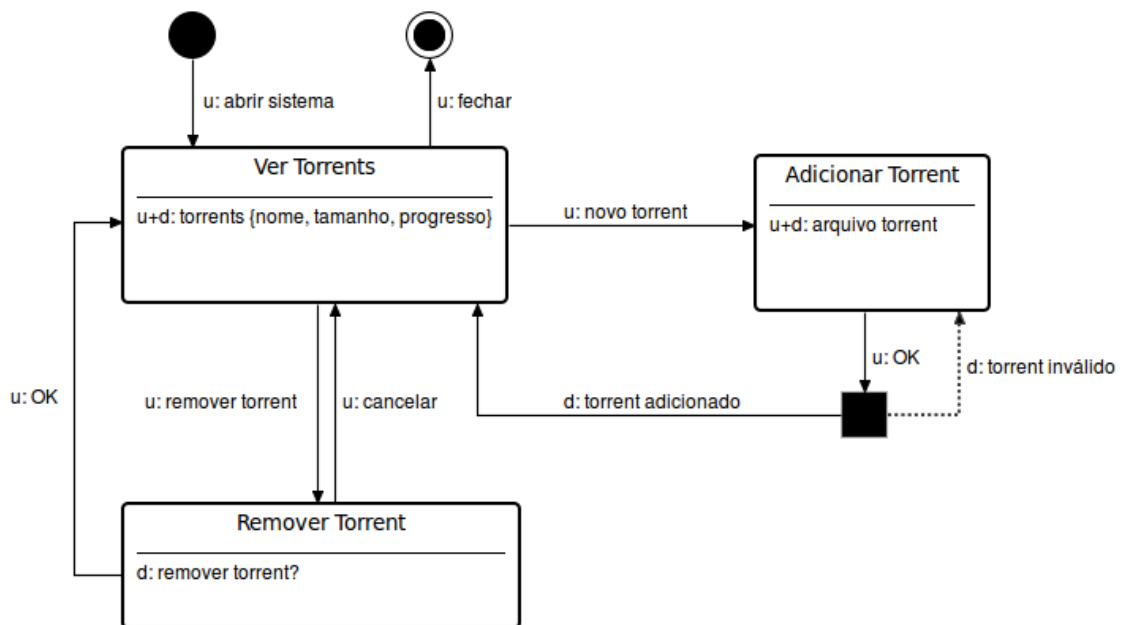 u: abrir sistema
u: fechar
Ver Torrents
u+d: torrents {nome, tamanho, progresso}
u: novo torrent
Adicionar Torrent
u+d: arquivo torrent
u: OK
d: torrent inválido
u: OK
u: remover torrent
u: cancelar
d: torrent adicionado
Remover Torrent
d: remover torrent?